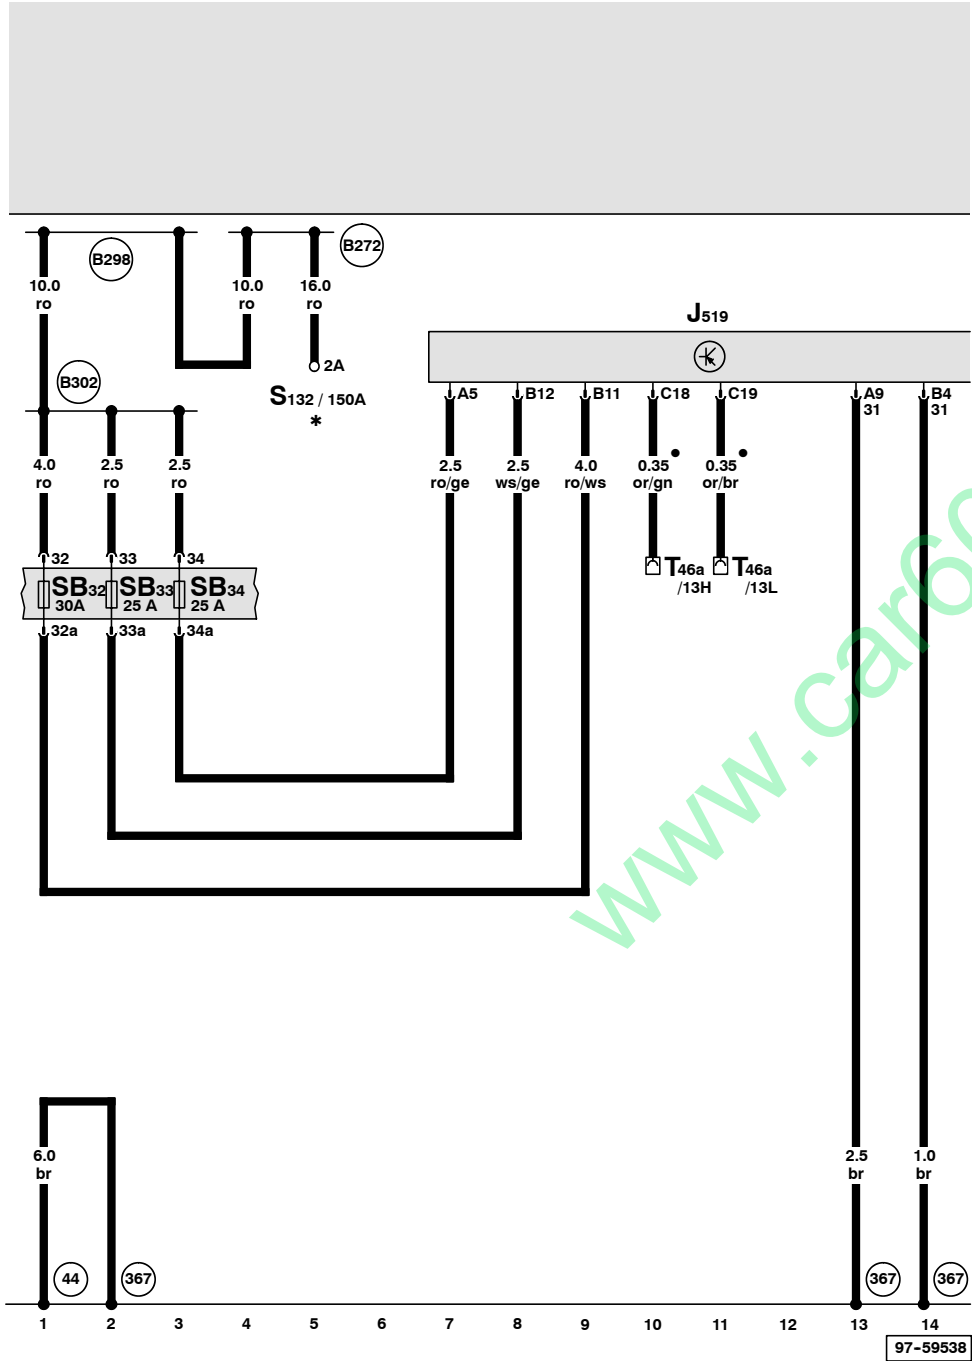 B298
B272
10.0
ro
10.0
ro
16.0
ro
2A
S132 / 150A
*
J519
B302
A5
B12
B11
C18
C19
A9
31
B4
31
4.0
ro
2.5
ro
2.5
ro
2.5
ro/ge
2.5
ws/ge
4.0
ro/ws
0.35
or/gn
0.35
or/br
32
33
34
SB32
30A
SB33
25 A
SB34
25 A
T46a
/13H
T46a
/13L
32a
33a
34a
www.car60
6.0
br
2.5
br
1.0
br
44
367
367
367
1 2 3 4 5 6 7 8 9 10 11 12 13 14
97-59538